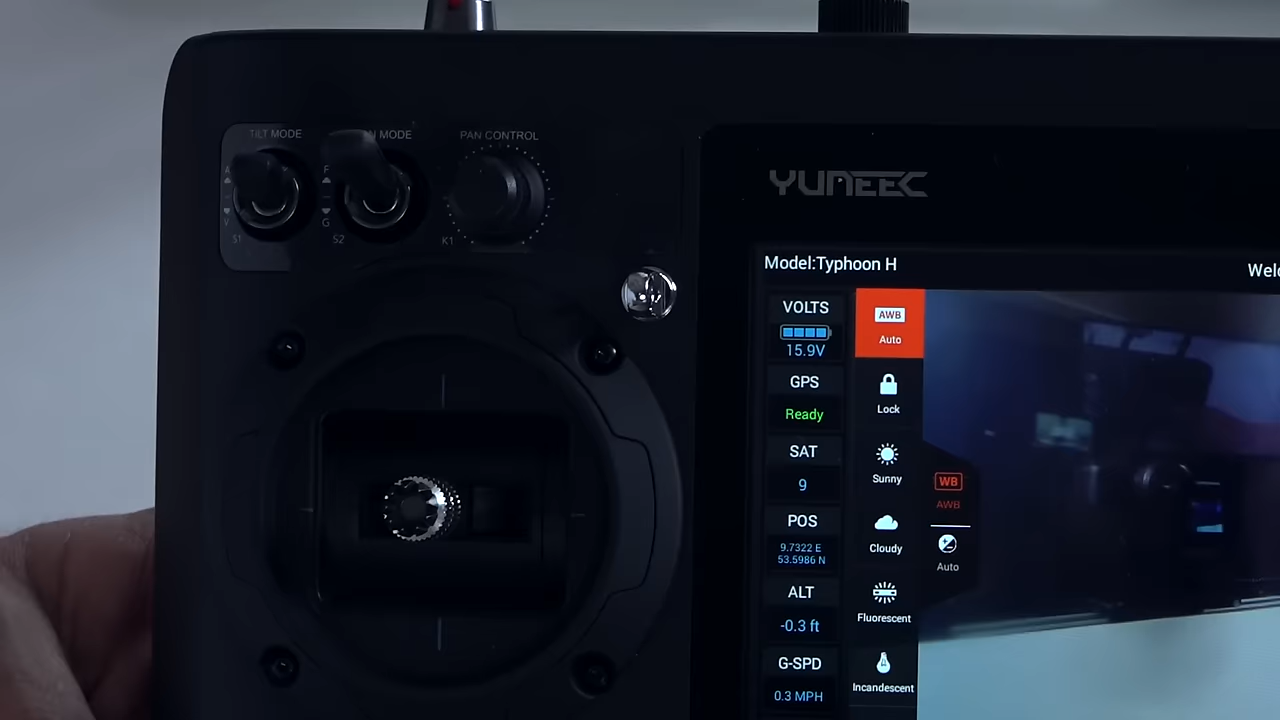 TILT MODE
N MODE
PAN CONTROL
A
V
S1
F
G
S2
K1
YUNEEC
Model:Typhoon H
Welc
VOLTS
15.9V
GPS
Ready
SAT
9
POS
9.7322 E
53.5986 N
ALT
-0.3 ft
G-SPD
0.3 MPH
AWB
Auto
Lock
Sunny
Cloudy
Fluorescent
Incandescent
WB
AWB
Auto